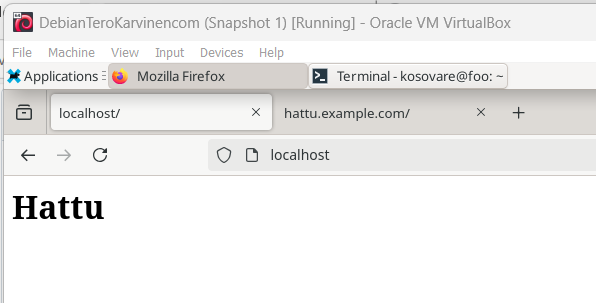 DebianTeroKarvinencom (Snapshot 1) [Running] - Oracle VM VirtualBox
File Machine View Input Devices Help
Applications Mozilla Firefox Terminal - kosovare@foo: ~
localhost/ hattu.example.com/
localhost
Hattu